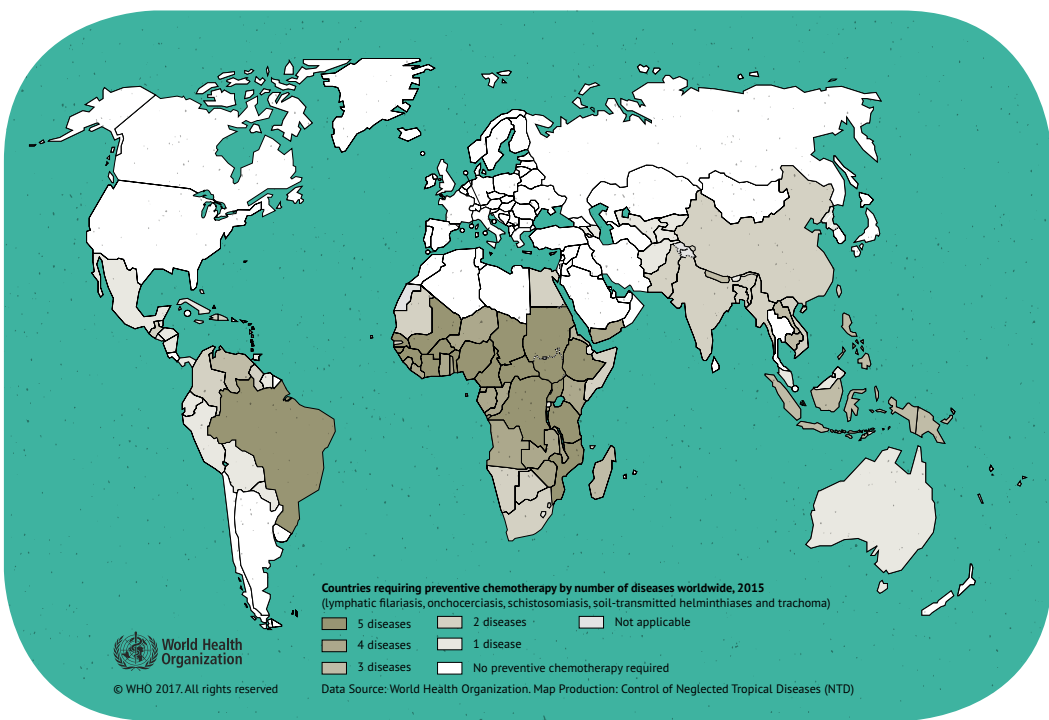 Countries requiring preventive chemotherapy by number of diseases worldwide, 2015
(lymphatic filariasis, onchocerciasis, schistosomiasis, soil-transmitted helminthiases and trachoma)
5 diseases
2 diseases
Not applicable
4 diseases
1 disease
3 diseases
No preventive chemotherapy required
World Health
Organization
© WHO 2017. All rights reserved
Data Source: World Health Organization. Map Production: Control of Neglected Tropical Diseases (NTD)